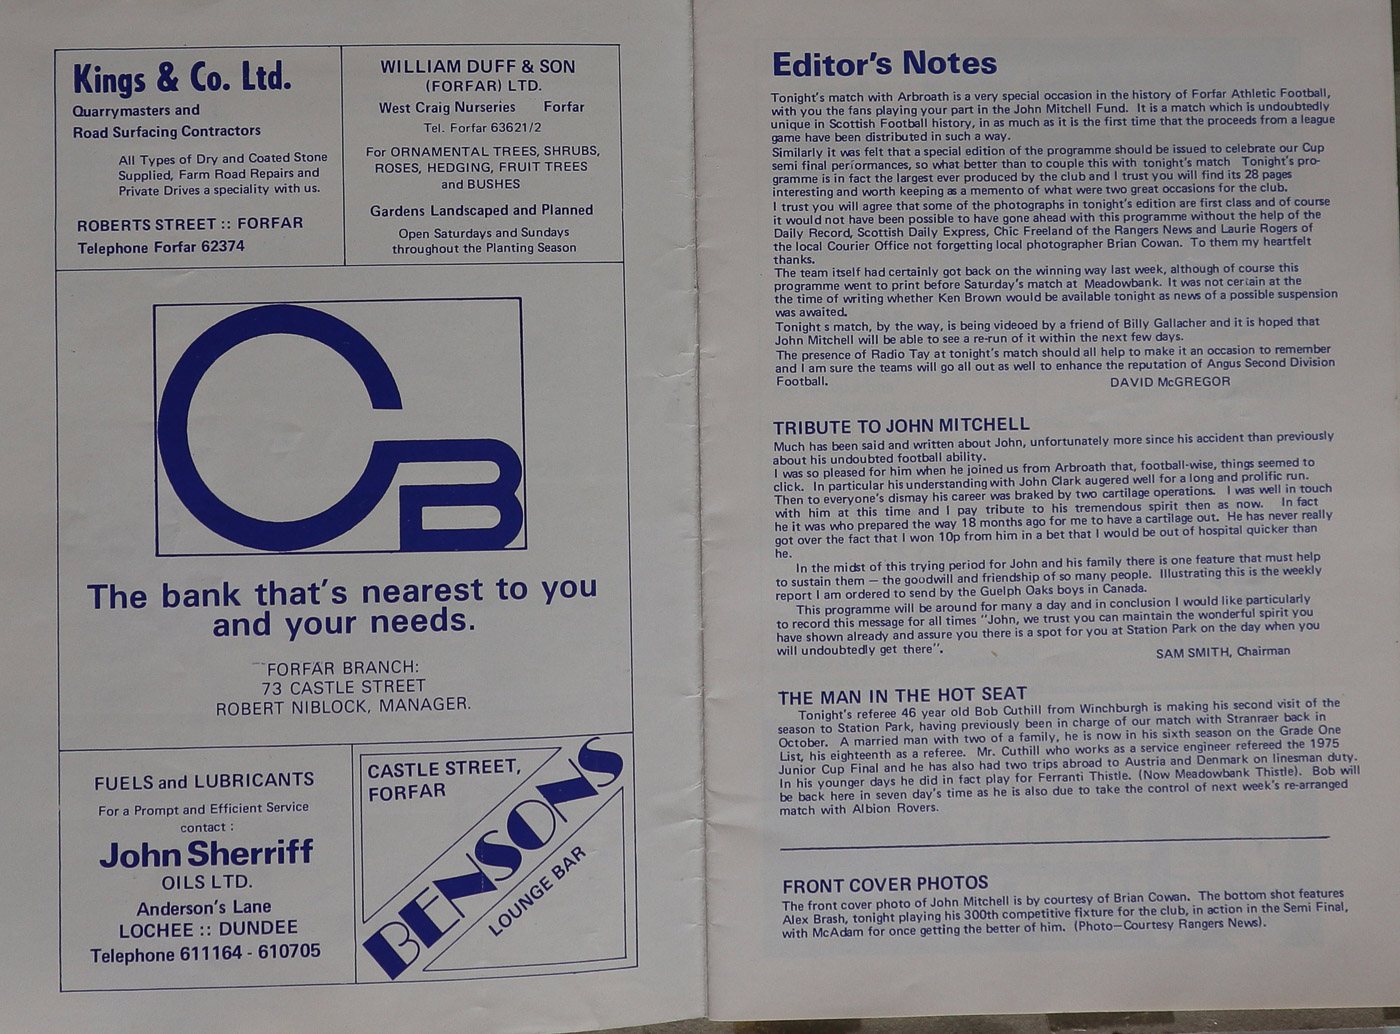 Kings & Co. Ltd.
Quarrymasters and
Road Surfacing Contractors
All Types of Dry and Coated Stone
Supplied, Farm Road Repairs and
Private Drives a speciality with us.
ROBERTS STREET :: FORFAR
Telephone Forfar 62374
WILLIAM DUFF & SON
(FORFAR) LTD.
West Craig Nurseries Forfar
Tel. Forfar 63621/2
For ORNAMENTAL TREES, SHRUBS,
ROSES, HEDGING, FRUIT TREES
and BUSHES
Gardens Landscaped and Planned
Open Saturdays and Sundays
throughout the Planting Season
CB
The bank that's nearest to you
and your needs.
FORFAR BRANCH:
73 CASTLE STREET
ROBERT NIBLOCK, MANAGER.
FUELS and LUBRICANTS
For a Prompt and Efficient Service
contact :
John Sherriff
OILS LTD.
Anderson's Lane
LOCHEE :: DUNDEE
Telephone 611164 - 610705
CASTLE STREET,
FORFAR
BENSONS
LOUNGE BAR
Editor's Notes
Tonight's match with Arbroath is a very special occasion in the history of Forfar Athletic Football,
with you the fans playing your part in the John Mitchell Fund. It is a match which is undoubtedly
unique in Scottish Football history, in as much as it is the first time that the proceeds from a league
game have been distributed in such a way.
Similarly it was felt that a special edition of the programme should be issued to celebrate our Cup
semi final performances, so what better than to couple this with tonight's match Tonight's pro-
gramme is in fact the largest ever produced by the club and I trust you will find its 28 pages
interesting and worth keeping as a memento of what were two great occasions for the club.
I trust you will agree that some of the photographs in tonight's edition are first class and of course
it would not have been possible to have gone ahead with this programme without the help of the
Daily Record, Scottish Daily Express, Chic Freeland of the Rangers News and Laurie Rogers of
the local Courier Office not forgetting local photographer Brian Cowan. To them my heartfelt
thanks.
The team itself had certainly got back on the winning way last week, although of course this
programme went to print before Saturday's match at Meadowbank. It was not certain at the
the time of writing whether Ken Brown would be available tonight as news of a possible suspension
was awaited.
Tonight s match, by the way, is being videoed by a friend of Billy Gallacher and it is hoped that
John Mitchell will be able to see a re-run of it within the next few days.
The presence of Radio Tay at tonight's match should all help to make it an occasion to remember
and I am sure the teams will go all out as well to enhance the reputation of Angus Second Division
Football. DAVID McGREGOR
TRIBUTE TO JOHN MITCHELL
Much has been said and written about John, unfortunately more since his accident than previously
about his undoubted football ability.
I was so pleased for him when he joined us from Arbroath that, football-wise, things seemed to
click. In particular his understanding with John Clark augered well for a long and prolific run.
Then to everyone's dismay his career was braked by two cartilage operations. I was well in touch
with him at this time and I pay tribute to his tremendous spirit then as now. In fact
he it was who prepared the way 18 months ago for me to have a cartilage out. He has never really
got over the fact that I won 10p from him in a bet that I would be out of hospital quicker than
he.
In the midst of this trying period for John and his family there is one feature that must help
to sustain them — the goodwill and friendship of so many people. Illustrating this is the weekly
report I am ordered to send by the Guelph Oaks boys in Canada.
This programme will be around for many a day and in conclusion I would like particularly
to record this message for all times "John, we trust you can maintain the wonderful spirit you
have shown already and assure you there is a spot for you at Station Park on the day when you
will undoubtedly get there".
SAM SMITH, Chairman
THE MAN IN THE HOT SEAT
Tonight's referee 46 year old Bob Cuthill from Winchburgh is making his second visit of the
season to Station Park, having previously been in charge of our match with Stranraer back in
October. A married man with two of a family, he is now in his sixth season on the Grade One
List, his eighteenth as a referee. Mr. Cuthill who works as a service engineer refereed the 1975
Junior Cup Final and he has also had two trips abroad to Austria and Denmark on linesman duty.
In his younger days he did in fact play for Ferranti Thistle. (Now Meadowbank Thistle). Bob will
be back here in seven day's time as he is also due to take the control of next week's re-arranged
match with Albion Rovers.
FRONT COVER PHOTOS
The front cover photo of John Mitchell is by courtesy of Brian Cowan. The bottom shot features
Alex Brash, tonight playing his 300th competitive fixture for the club, in action in the Semi Final,
with McAdam for once getting the better of him. (Photo—Courtesy Rangers News).